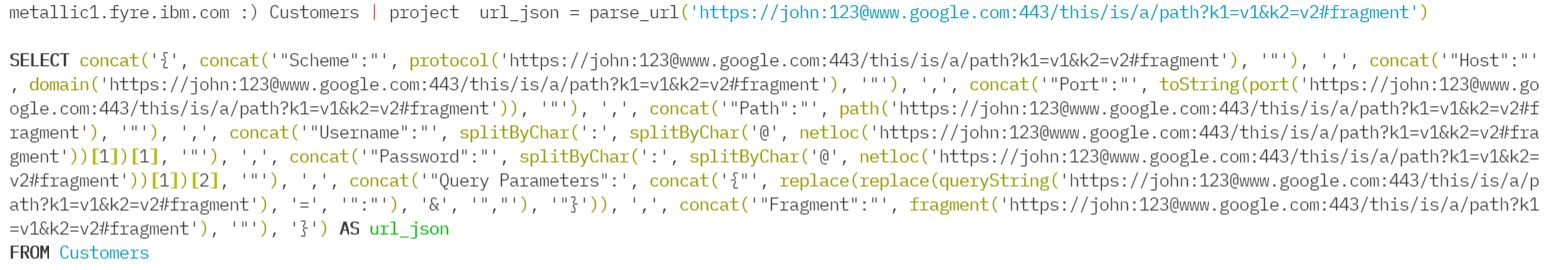 metallic1.fyre.ibm.com :) Customers | project  url_json = parse_url('https://john:123@www.google.com:443/this/is/a/path?k1=v1&k2=v2#fragment')
SELECT concat('{', concat('"Scheme":"', protocol('https://john:123@www.google.com:443/this/is/a/path?k1=v1&k2=v2#fragment'), '"'), ',', concat('"Host":"'
, domain('https://john:123@www.google.com:443/this/is/a/path?k1=v1&k2=v2#fragment'), '"'), ',', concat('"Port":"', toString(port('https://john:123@www.go
ogle.com:443/this/is/a/path?k1=v1&k2=v2#fragment')), '"'), ',', concat('"Path":"', path('https://john:123@www.google.com:443/this/is/a/path?k1=v1&k2=v2#f
ragment'), '"'), ',', concat('"Username":"', splitByChar(':', splitByChar('@', netloc('https://john:123@www.google.com:443/this/is/a/path?k1=v1&k2=v2#fra
gment'))[1])[1], '"'), ',', concat('"Password":"', splitByChar(':', splitByChar('@', netloc('https://john:123@www.google.com:443/this/is/a/path?k1=v1&k2=
v2#fragment'))[1])[2], '"'), ',', concat('"Query Parameters":', concat('{"', replace(replace(queryString('https://john:123@www.google.com:443/this/is/a/p
ath?k1=v1&k2=v2#fragment'), '=', '":"'), '&', '","'), '"}')), ',', concat('"Fragment":"', fragment('https://john:123@www.google.com:443/this/is/a/path?k1
=v1&k2=v2#fragment'), '"'), '}') AS url_json
FROM Customers